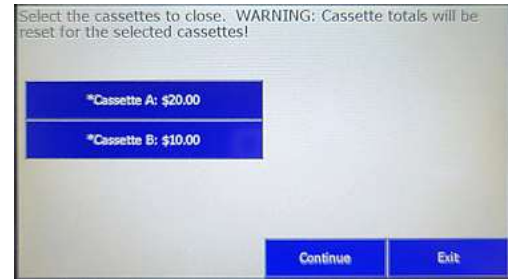 Select the cassettes to close. WARNING: Cassette totals will be
reset for the selected cassettes!
*Cassette A: $20.00
*Cassette B: $10.00
Continue
Exit